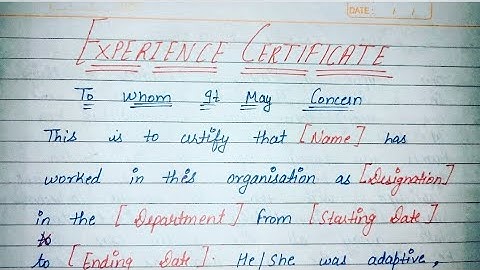 DATE: / /
EXPERIENCE CERTIFICATE
To Whom It May Concern
This is to certify that [Name] has
worked in this organisation as [Designation]
in the [Department] From [Starting Date]
to
to [Ending Date]. He/She was adaptive,